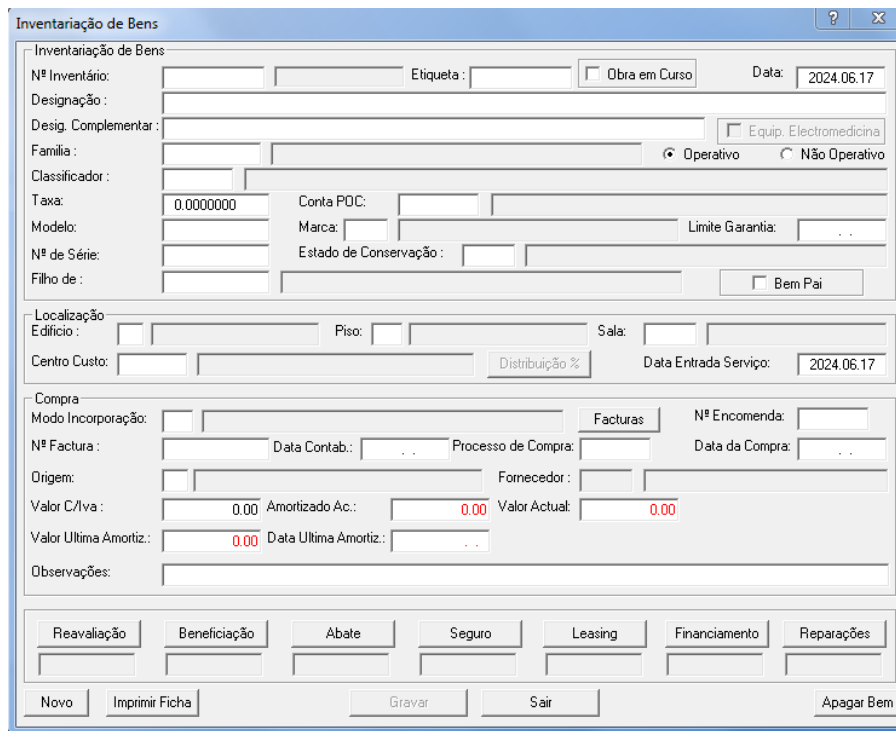 Inventariação de Bens
Inventariação de Bens
Nº Inventário: Etiqueta : Obra em Curso Data: 2024.06.17
Designação :
Desig. Complementar : Equip. Electromedicina
Familia : Operativo Não Operativo
Classificador :
Taxa: 0.0000000 Conta POC:
Modelo: Marca: Limite Garantia: . .
Nº de Série: Estado de Conservação :
Filho de : Bem Pai
Localização
Edificio : Piso: Sala:
Centro Custo: Distribuição % Data Entrada Serviço: 2024.06.17
Compra
Modo Incorporação: Facturas Nº Encomenda:
Nº Factura : Data Contab.: . . Processo de Compra: Data da Compra: . .
Origem: Fornecedor :
Valor C/Iva : 0.00 Amortizado Ac.: 0.00 Valor Actual: 0.00
Valor Ultima Amortiz.: 0.00 Data Ultima Amortiz.: . .
Observações:
Reavaliação Beneficiação Abate Seguro Leasing Financiamento Reparações
Novo Imprimir Ficha Gravar Sair Apagar Bem